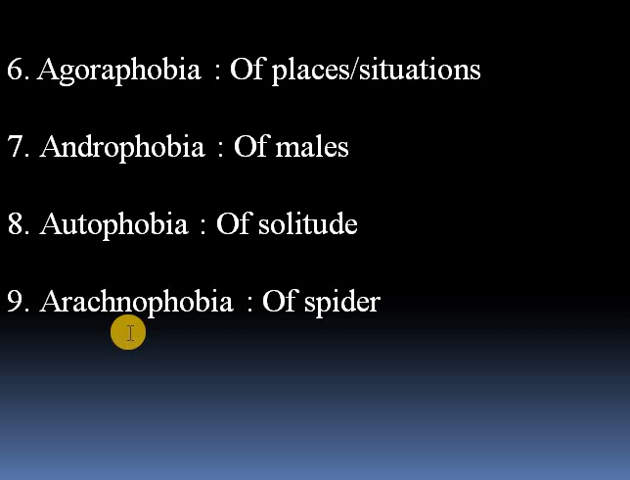 6. Agoraphobia : Of places/situations
7. Androphobia : Of males
8. Autophobia : Of solitude
9. Arachnophobia : Of spider